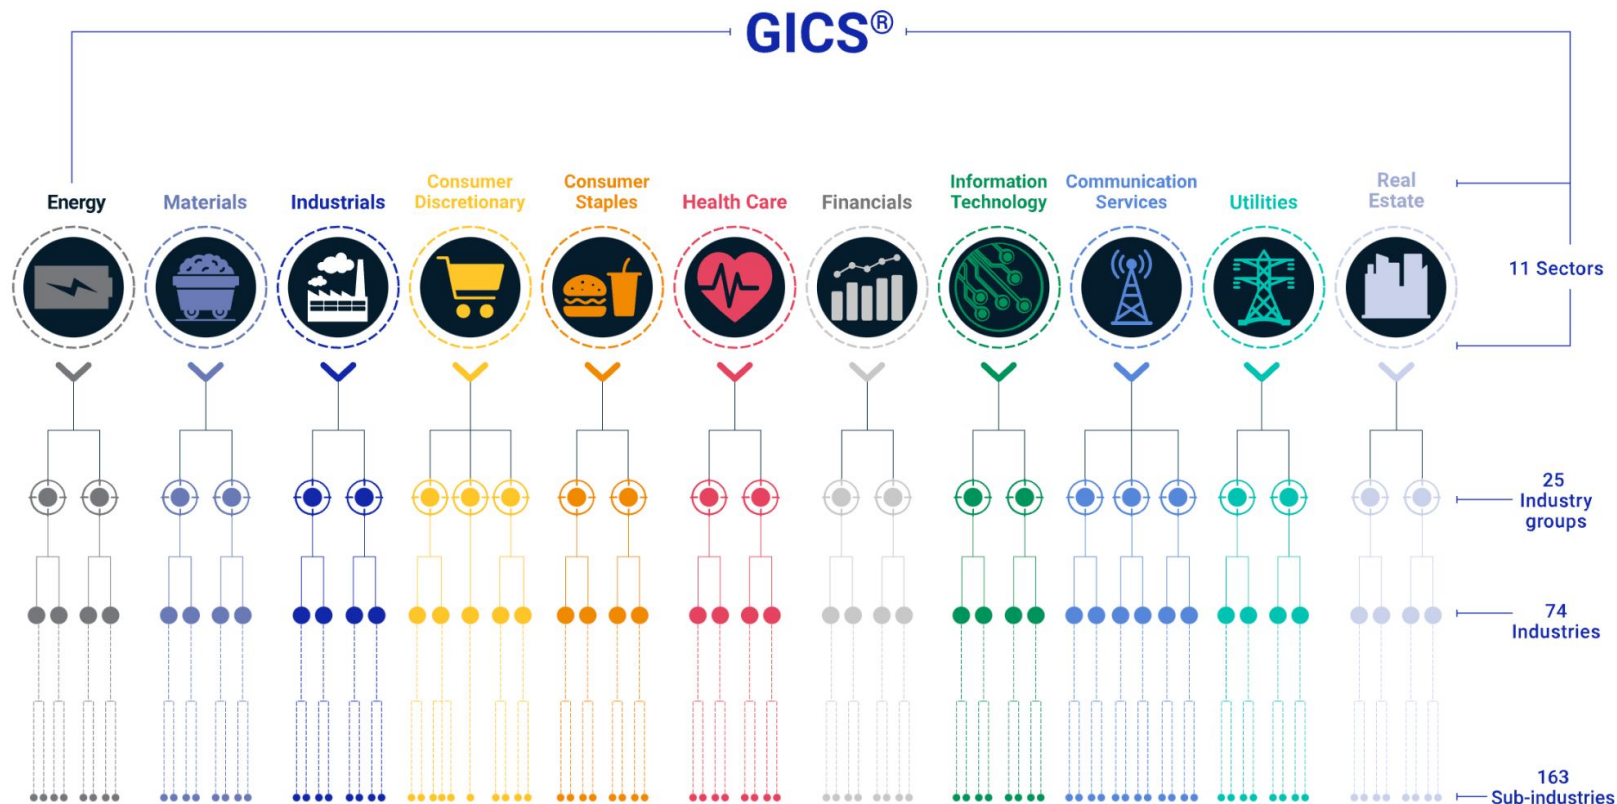 GICS®
Energy
Materials
Industrials
Consumer
Discretionary
Consumer
Staples
Health Care
Financials
Information
Technology
Communication
Services
Utilities
Real
Estate
11 Sectors
25
Industry
groups
74
Industries
163
Sub-industries